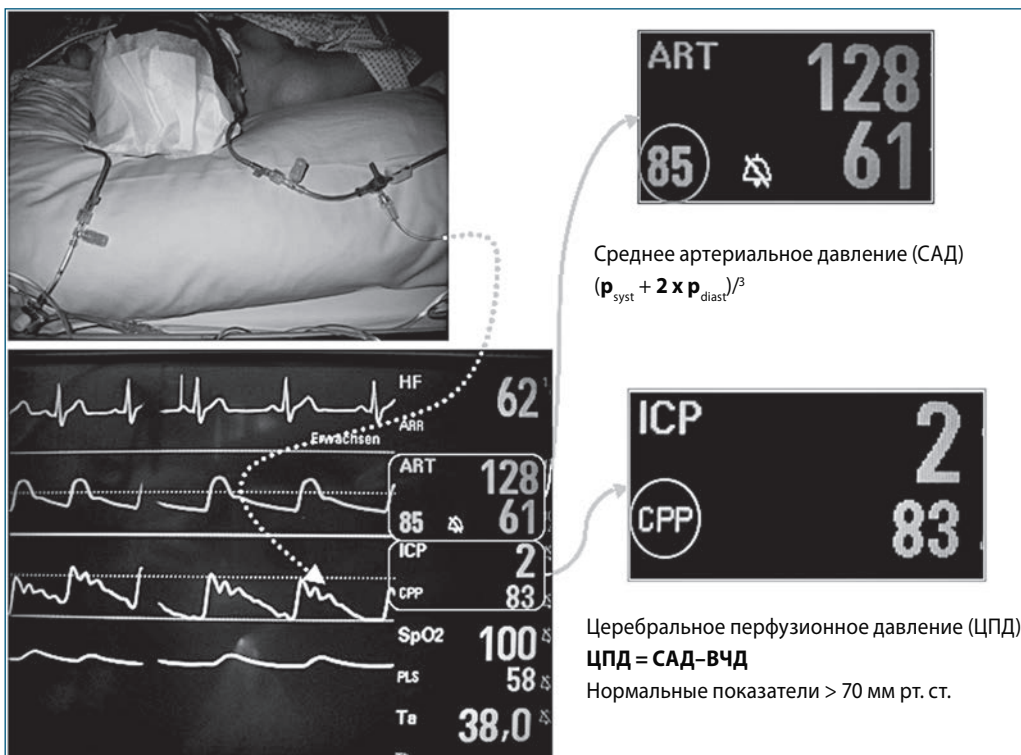 ART 128
85 61
Среднее артериальное давление (САД)
(p syst + 2 x p diast)/3
HF 62
ARR
Erwachsen
ART 128
85 61
ICP 2
CPP 83
SpO2 100
PLS 58
Ta 38,0
ICP 2
CPP 83
Церебральное перфузионное давление (ЦПД)
ЦПД = САД–ВЧД
Нормальные показатели > 70 мм рт. ст.